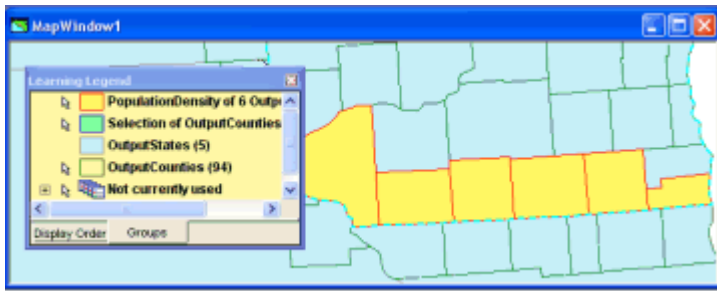 MapWindow1
Learning Legend
PopulationDensity of 6 Outpu
Selection of OutputCounties
OutputStates (5)
OutputCounties (94)
Not currently used
Display Order Groups